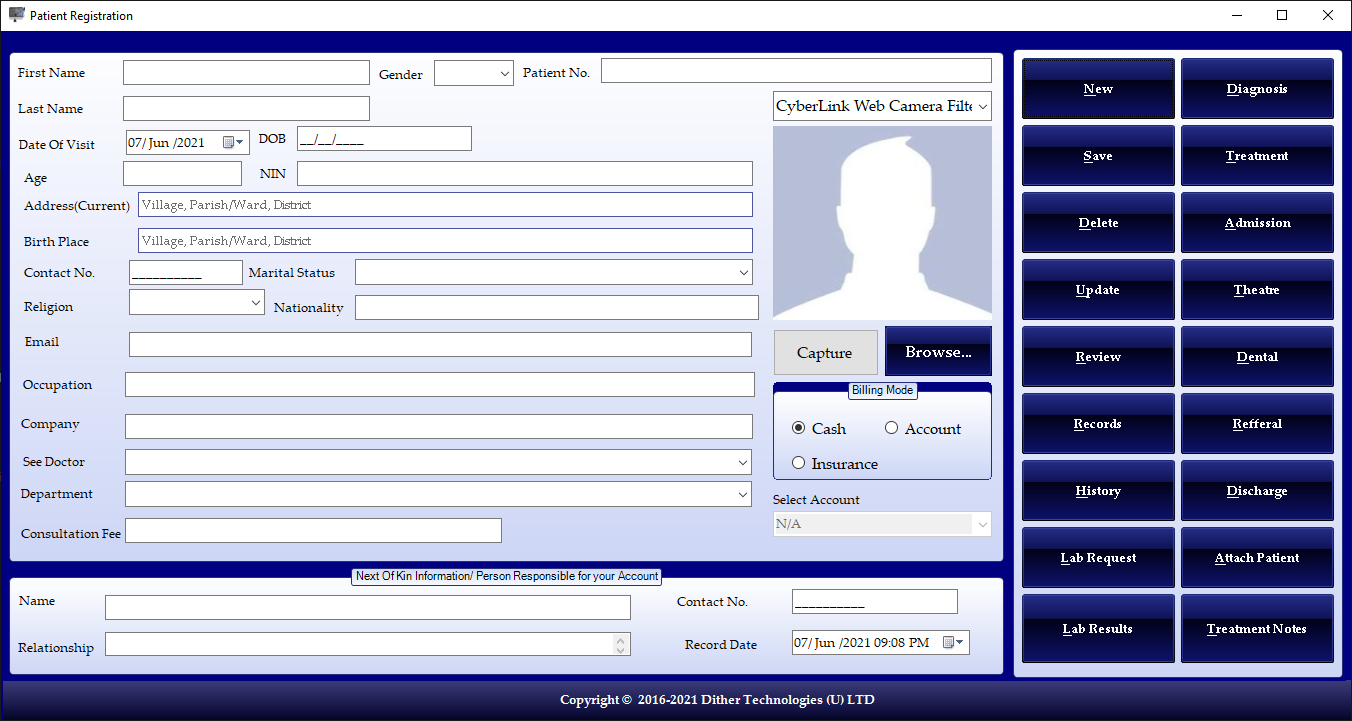 Patient Registration
First Name
Gender
Patient No.
CyberLink Web Camera Filte
Last Name
Date Of Visit
07/ Jun /2021
DOB
__/__/____
Age
NIN
Address(Current)
Village, Parish/Ward, District
Birth Place
Village, Parish/Ward, District
Contact No.
__________
Marital Status
Religion
Nationality
Email
Capture
Browse...
Occupation
Billing Mode
Company
Cash
Account
See Doctor
Insurance
Department
Select Account
N/A
Consultation Fee
Next Of Kin Information/ Person Responsible for your Account
Name
Contact No.
__________
Relationship
Record Date
07/ Jun /2021 09:08 PM
New
Diagnosis
Save
Treatment
Delete
Admission
Update
Theatre
Review
Dental
Records
Refferal
History
Discharge
Lab Request
Attach Patient
Lab Results
Treatment Notes
Copyright © 2016-2021 Dither Technologies (U) LTD